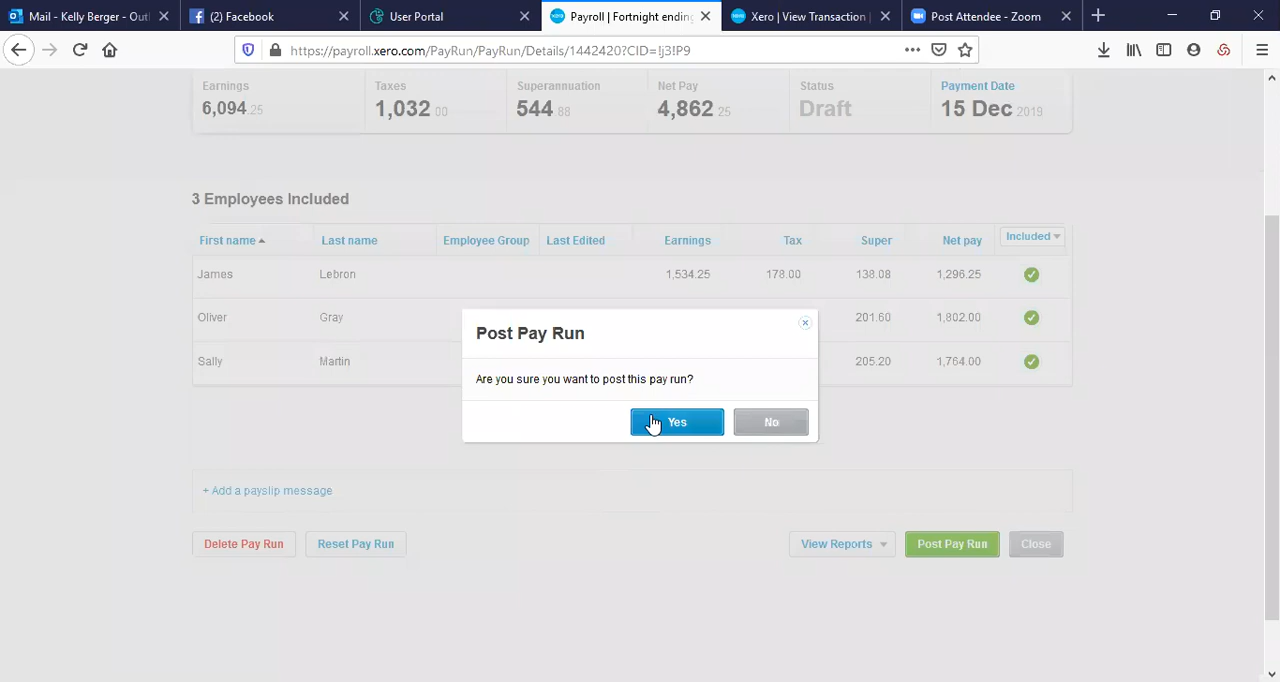 Mail - Kelly Berger - Outl
(2) Facebook
User Portal
Payroll | Fortnight ending
Xero | View Transaction |
Post Attendee - Zoom
https://payroll.xero.com/PayRun/PayRun/Details/1442420?CID=!j3!P9
Earnings
6,094.25
Taxes
1,032 00
Superannuation
544.88
Net Pay
4,862 25
Status
Draft
Payment Date
15 Dec 2019
3 Employees Included
First name Last name Employee Group Last Edited Earnings Tax Super Net pay Included
James Lebron 1,534.25 178.00 138.08 1,296.25
Oliver Gray 201.60 1,802.00
Sally Martin 205.20 1,764.00
Post Pay Run
Are you sure you want to post this pay run?
Yes No
+ Add a payslip message
Delete Pay Run Reset Pay Run View Reports Post Pay Run Close